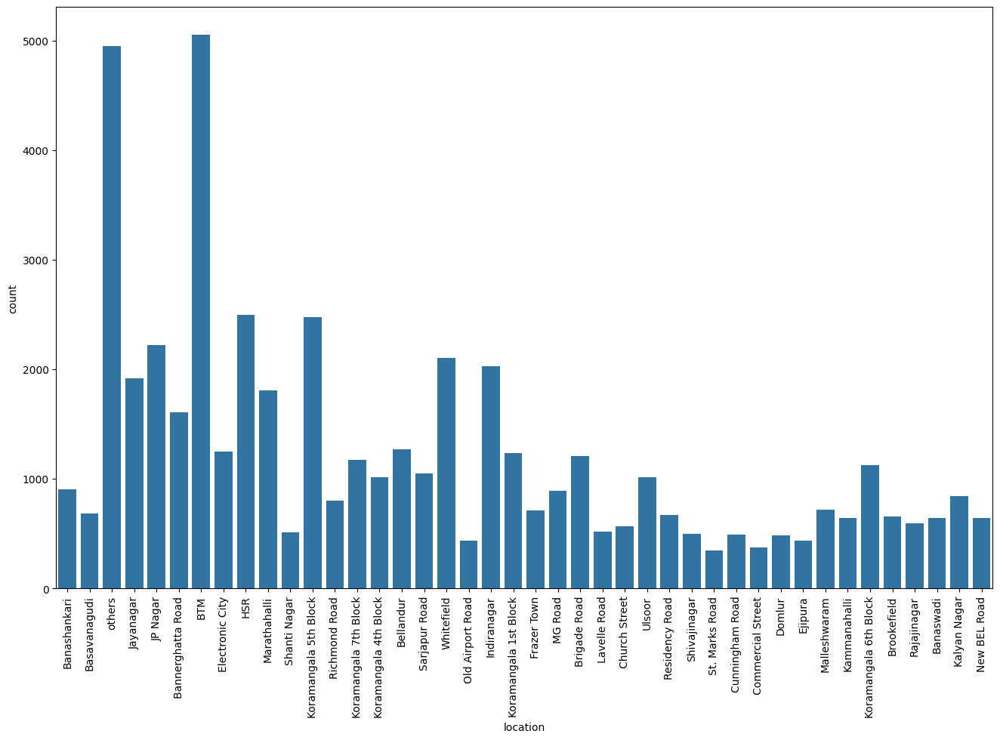 count
5000
4000
3000
2000
1000
0
Banashankari
Basavanagudi
others
Jayanagar
JP Nagar
Bannerghatta Road
BTM
Electronic City
HSR
Marathahalli
Shanti Nagar
Koramangala 5th Block
Richmond Road
Koramangala 7th Block
Koramangala 4th Block
Bellandur
Sarjapur Road
Whitefield
Old Airport Road
Indiranagar
Koramangala 1st Block
Frazer Town
MG Road
Brigade Road
Lavelle Road
Church Street
Ulsoor
Residency Road
Shivajinagar
St. Marks Road
Cunningham Road
Commercial Street
Domlur
Ejipura
Malleshwaram
Kammanahalli
Koramangala 6th Block
Brookefield
Rajajinagar
Banaswadi
Kalyan Nagar
New BEL Road
location